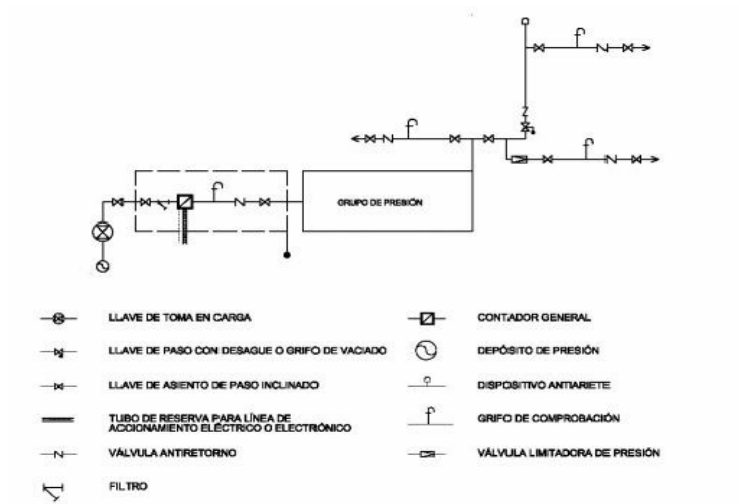 GRUPO DE PRESIÓN
LLAVE DE TOMA EN CARGA
LLAVE DE PASO CON DESAGUE O GRIFO DE VACIADO
LLAVE DE ASIENTO DE PASO INCLINADO
TUBO DE RESERVA PARA LÍNEA DE
ACCIONAMIENTO ELÉCTRICO O ELECTRÓNICO
VÁLVULA ANTIRETORNO
FILTRO
CONTADOR GENERAL
DEPÓSITO DE PRESIÓN
DISPOSITIVO ANTIARIETE
GRIFO DE COMPROBACIÓN
VÁLVULA LIMITADORA DE PRESIÓN